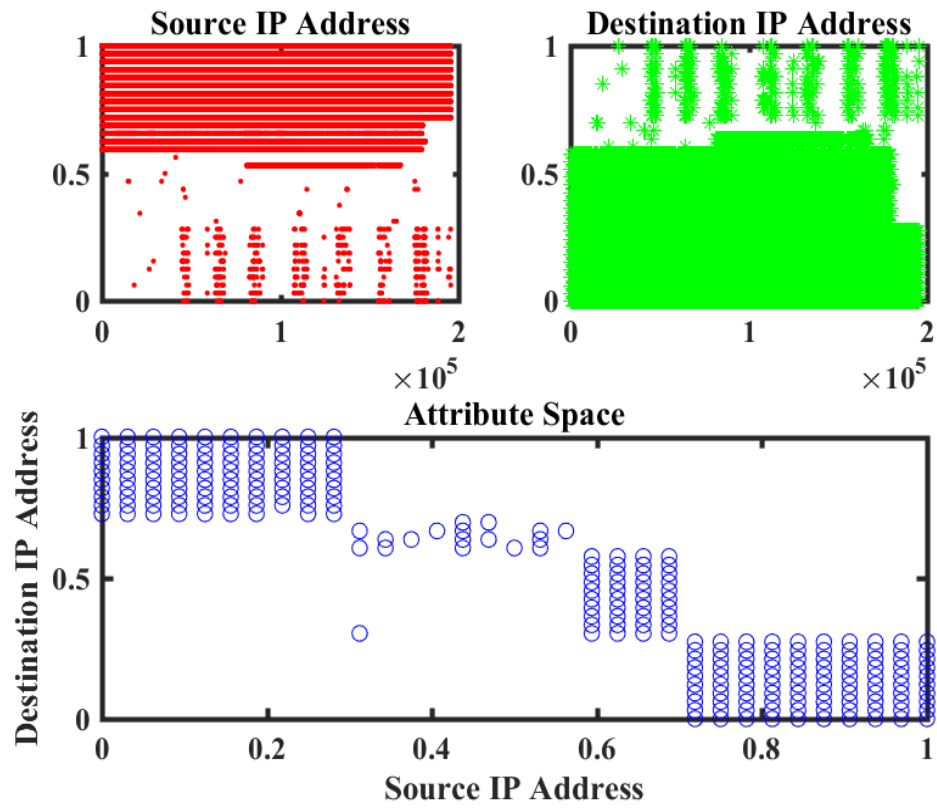 Source IP Address
1
0.5
0
0 1 2
×10^5
Destination IP Address
1
0.5
0
0 1 2
×10^5
Attribute Space
Destination IP Address
1
0.5
0
0 0.2 0.4 0.6 0.8 1
Source IP Address